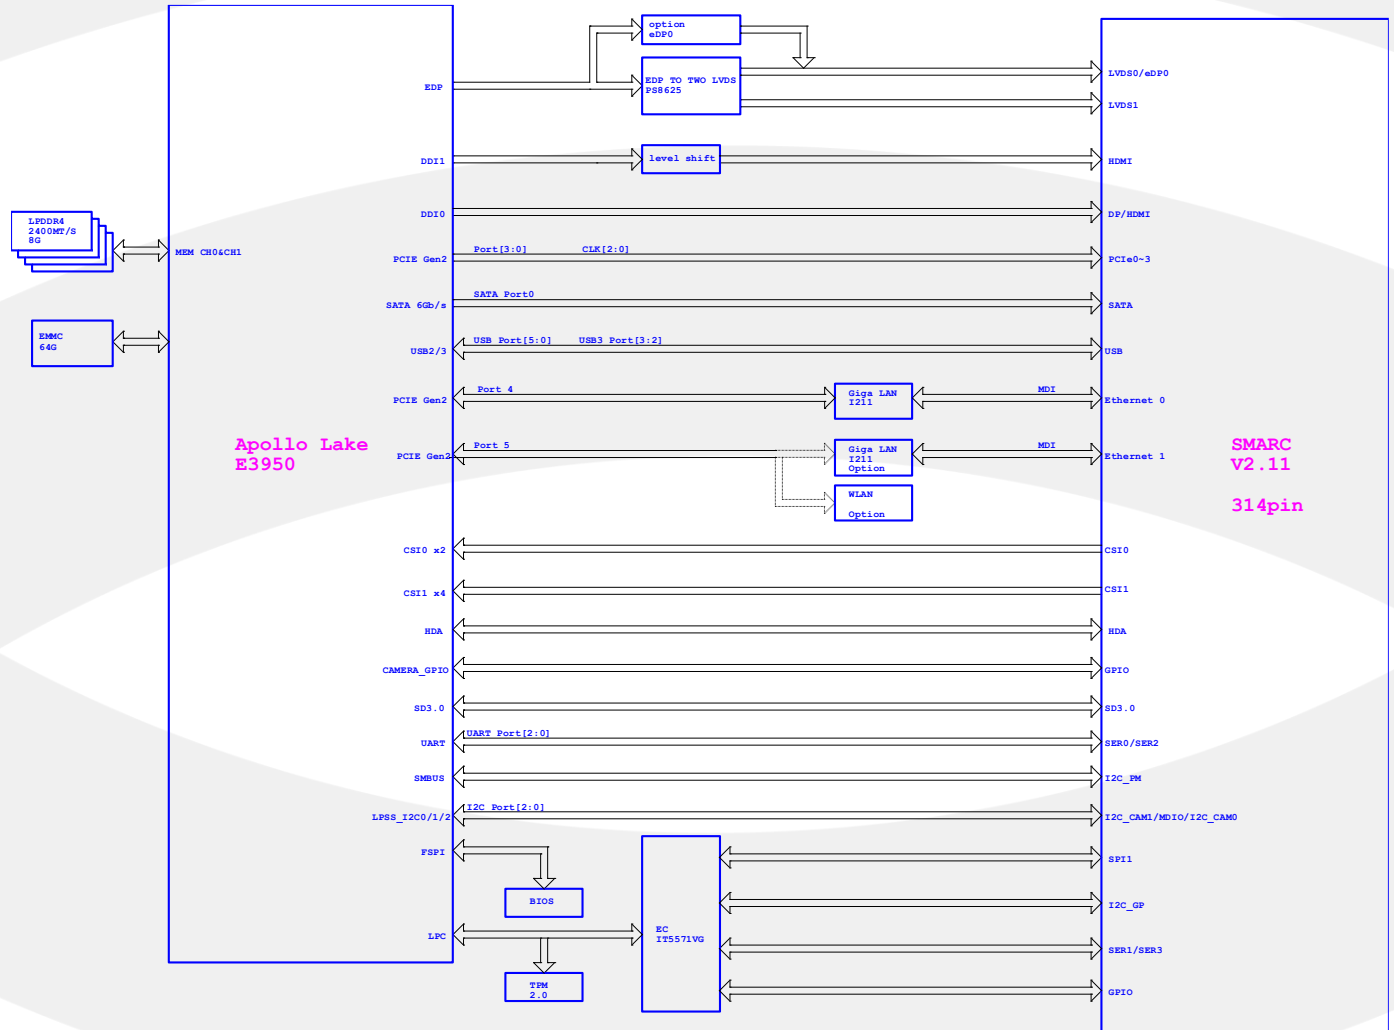 option
eDP0
EDP TO TWO LVDS
PS8625
EDP
LVDS0/eDP0
LVDS1
DDI1
level shift
HDMI
LPDDR4
2400MT/S
8G
MEM CH0&CH1
DDI0
DP/HDMI
PCIE Gen2
Port[3:0]
CLK[2:0]
PCIe0~3
SATA 6Gb/s
SATA Port0
SATA
EMMC
64G
USB2/3
USB Port[5:0]
USB3 Port[3:2]
USB
PCIE Gen2
Port 4
Giga LAN
I211
MDI
Ethernet 0
Apollo Lake
E3950
PCIE Gen2
Port 5
Giga LAN
I211
Option
MDI
Ethernet 1
WLAN
Option
SMARC
V2.11
314pin
CSI0 x2
CSI0
CSI1 x4
CSI1
HDA
HDA
CAMERA_GPIO
GPIO
SD3.0
SD3.0
UART
UART Port[2:0]
SER0/SER2
SMBUS
I2C_PM
LPSS_I2C0/1/2
I2C Port[2:0]
I2C_CAM1/MDIO/I2C_CAM0
FSPI
BIOS
SPI1
I2C_GP
LPC
EC
IT5571VG
SER1/SER3
TPM
2.0
GPIO